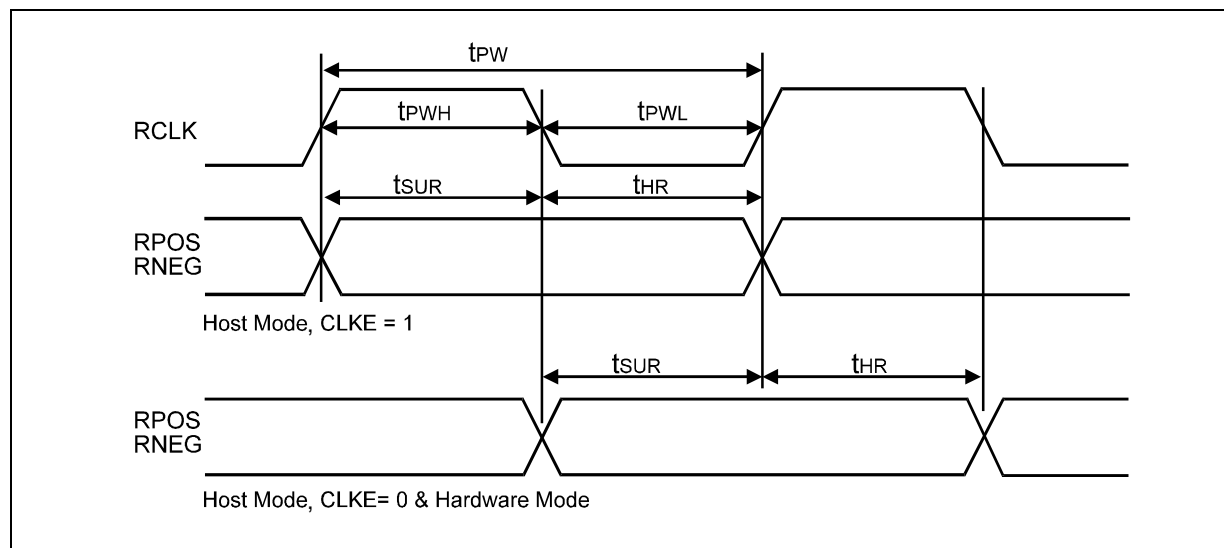 tPW
tPWH
tPWL
RCLK
tSUR
tHR
RPOS
RNEG
Host Mode, CLKE = 1
tSUR
tHR
RPOS
RNEG
Host Mode, CLKE= 0 & Hardware Mode